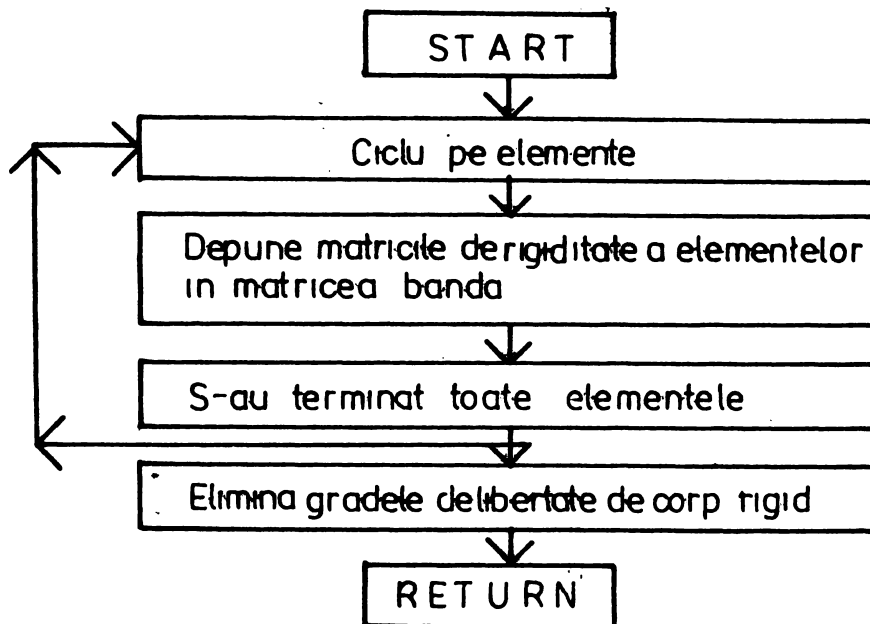 START
Ciclu pe elemente
Depune matricile de rigiditate a elementelor
in matricea banda
S-au terminat toate elementele
Elimina gradele de libertate de corp rigid
RETURN